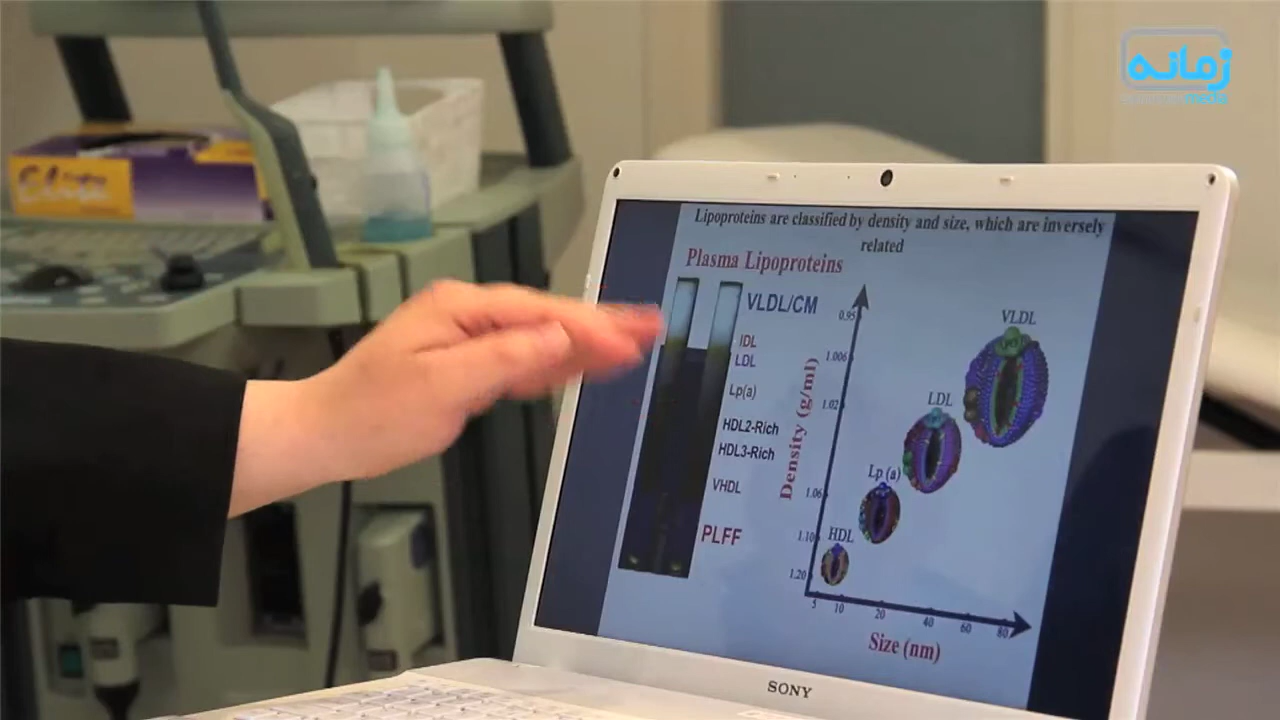 زمانه
media
Lipoproteins are classified by density and size, which are inversely
related
Plasma Lipoproteins
VLDL/CM
IDL
LDL
Lp(a)
HDL2-Rich
HDL3-Rich
VHDL
PLFF
Density (g/ml)
0.95
1.006
1.02
1.06
1.10
1.20
VLDL
LDL
Lp (a)
HDL
5 10 20 40 60 80
Size (nm)
SONY